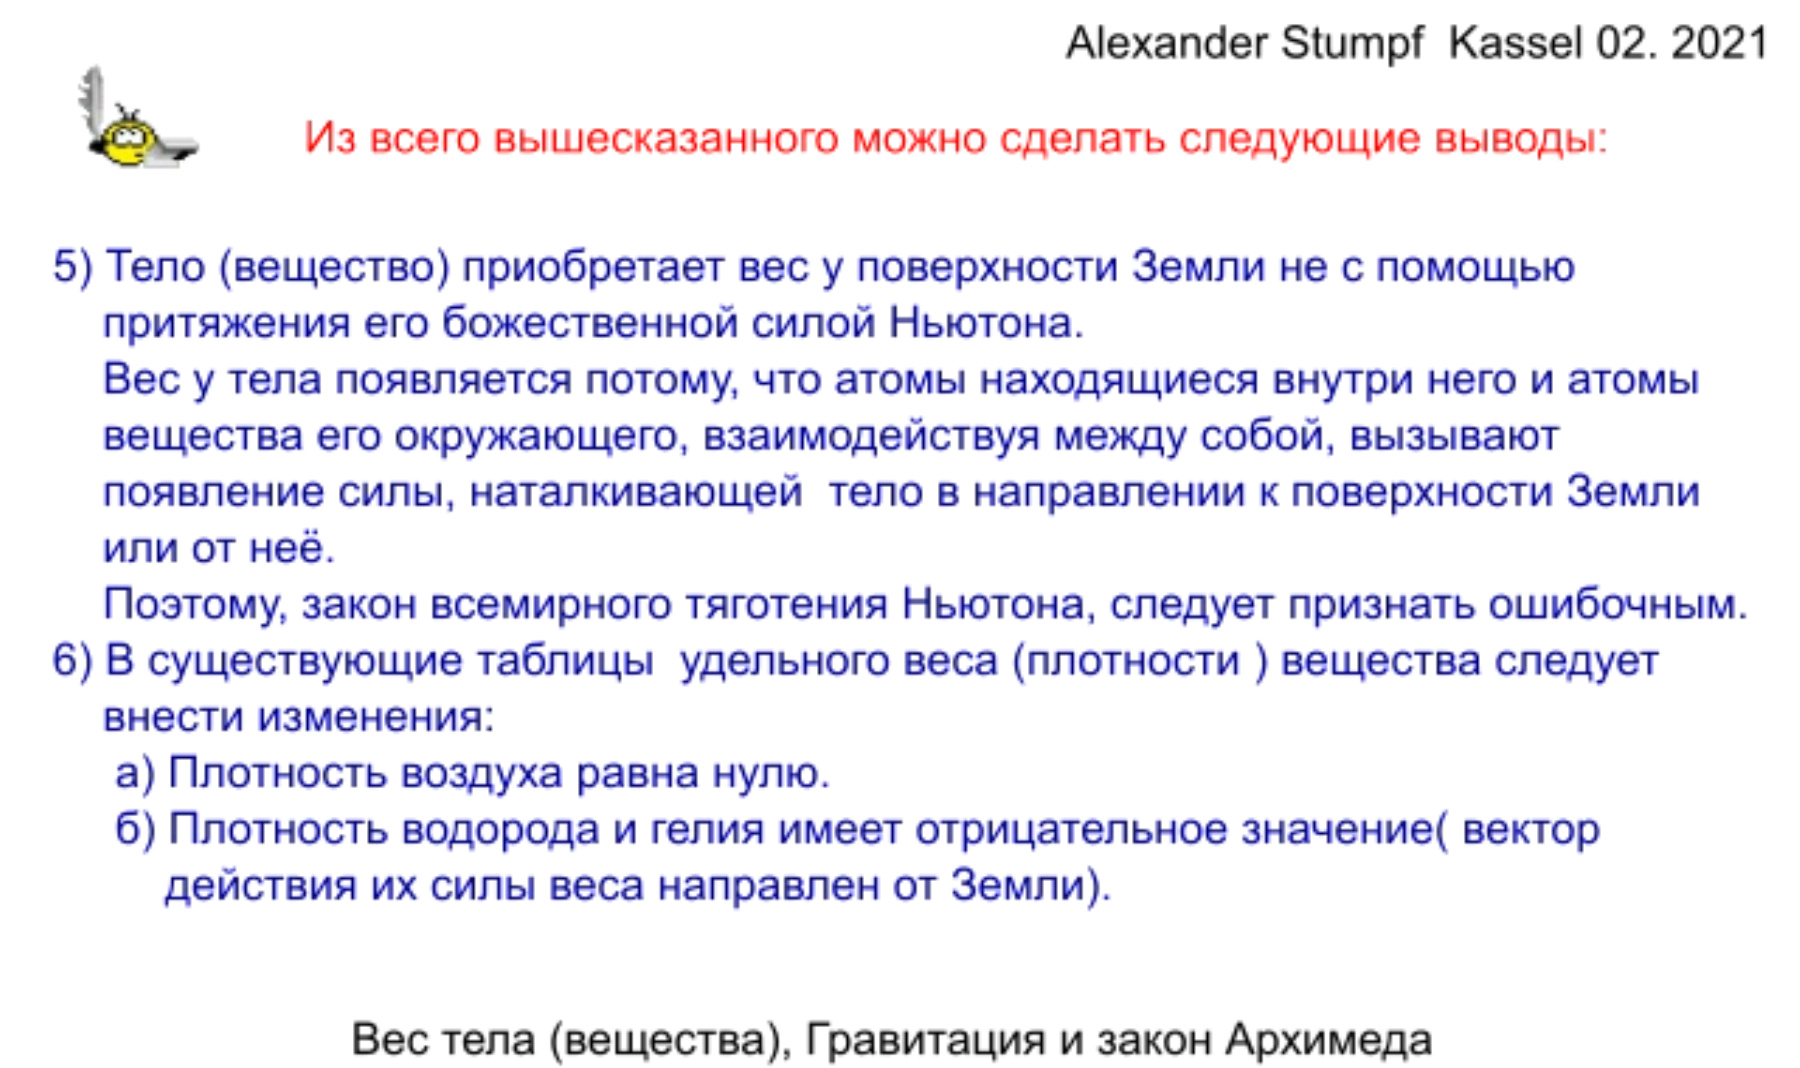 Alexander Stumpf  Kassel 02. 2021
Из всего вышесказанного можно сделать следующие выводы:
5) Тело (вещество) приобретает вес у поверхности Земли не с помощью
притяжения его божественной силой Ньютона.
Вес у тела появляется потому, что атомы находящиеся внутри него и атомы
вещества его окружающего, взаимодействуя между собой, вызывают
появление силы, наталкивающей  тело в направлении к поверхности Земли
или от неё.
Поэтому, закон всемирного тяготения Ньютона, следует признать ошибочным.
6) В существующие таблицы  удельного веса (плотности ) вещества следует
внести изменения:
а) Плотность воздуха равна нулю.
б) Плотность водорода и гелия имеет отрицательное значение( вектор
действия их силы веса направлен от Земли).
Вес тела (вещества), Гравитация и закон Архимеда